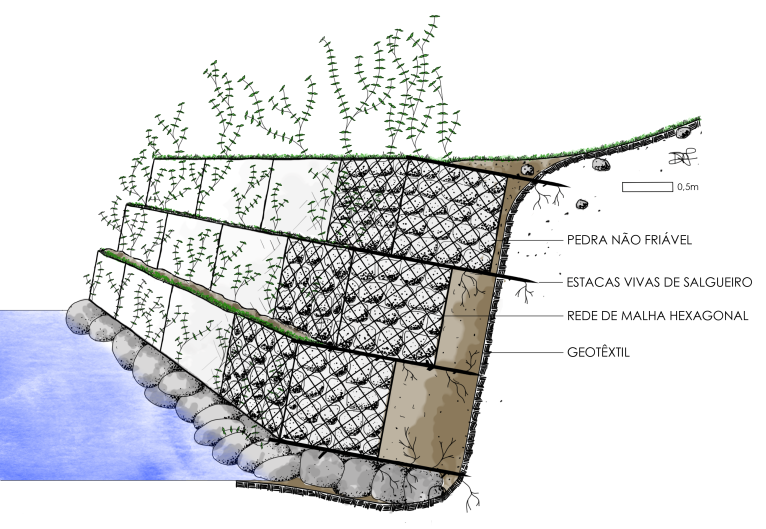 0,5m
PEDRA NÃO FRIÁVEL
ESTACAS VIVAS DE SALGUEIRO
REDE DE MALHA HEXAGONAL
GEOTÊXTIL